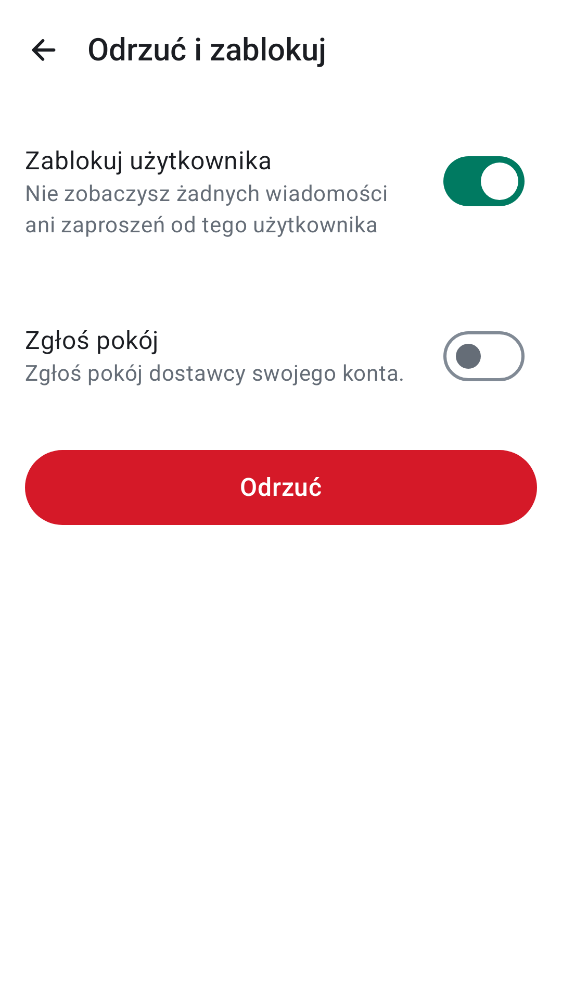 Odrzuć i zablokuj
Zablokuj użytkownika
Nie zobaczysz żadnych wiadomości
ani zaproszeń od tego użytkownika
Zgłoś pokój
Zgłoś pokój dostawcy swojego konta.
Odrzuć